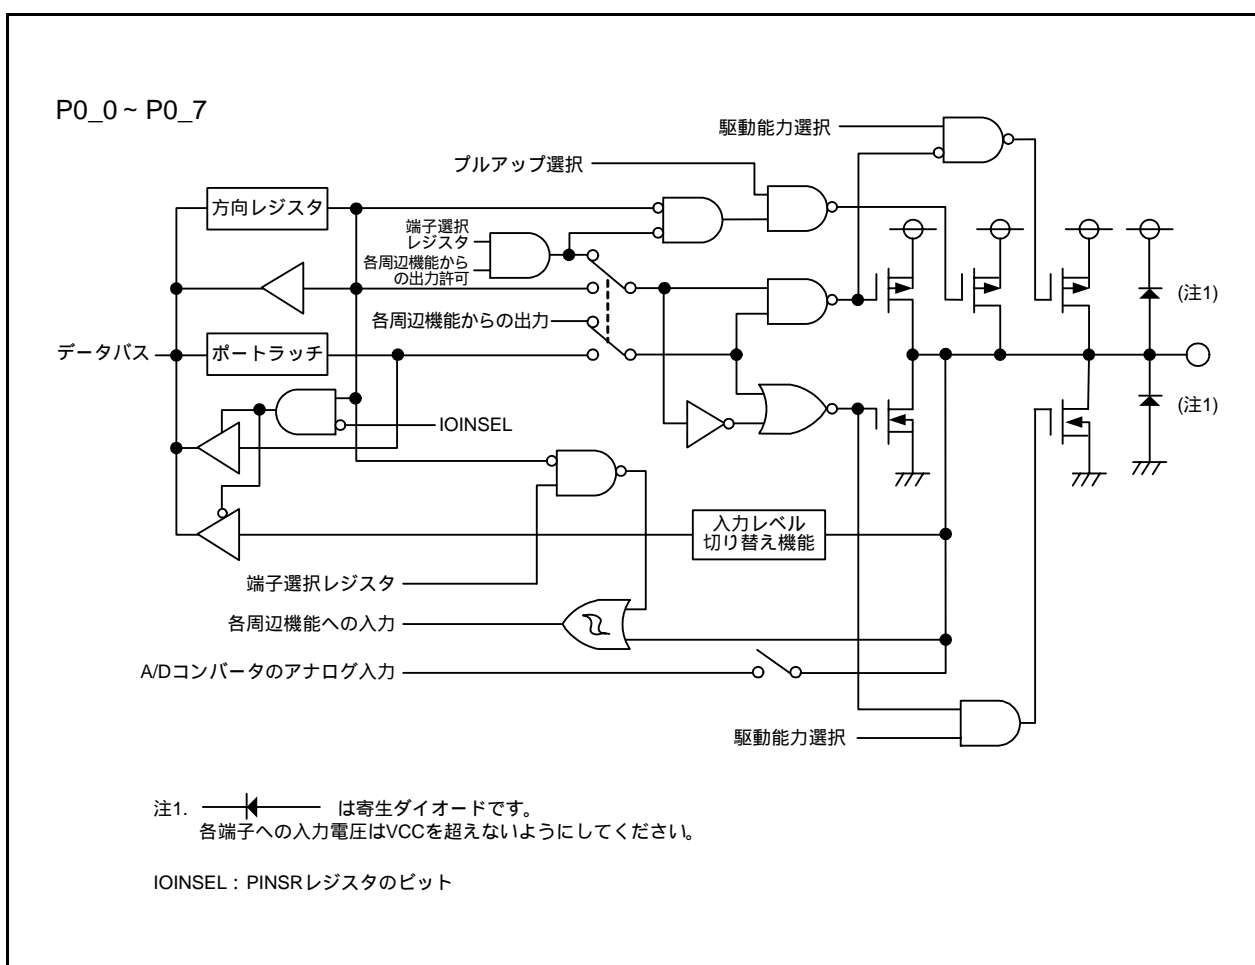 P0_0 ~ P0_7
駆動能力選択
プルアップ選択
方向レジスタ
端子選択
レジスタ
各周辺機能から
の出力許可
(注1)
各周辺機能からの出力
データバス
ポートラッチ
(注1)
IOINSEL
入力レベル
切り替え機能
端子選択レジスタ
各周辺機能への入力
A/Dコンバータのアナログ入力
駆動能力選択
注1. は寄生ダイオードです。
各端子への入力電圧はVCCを超えないようにしてください。
IOINSEL : PINSRレジスタのビット